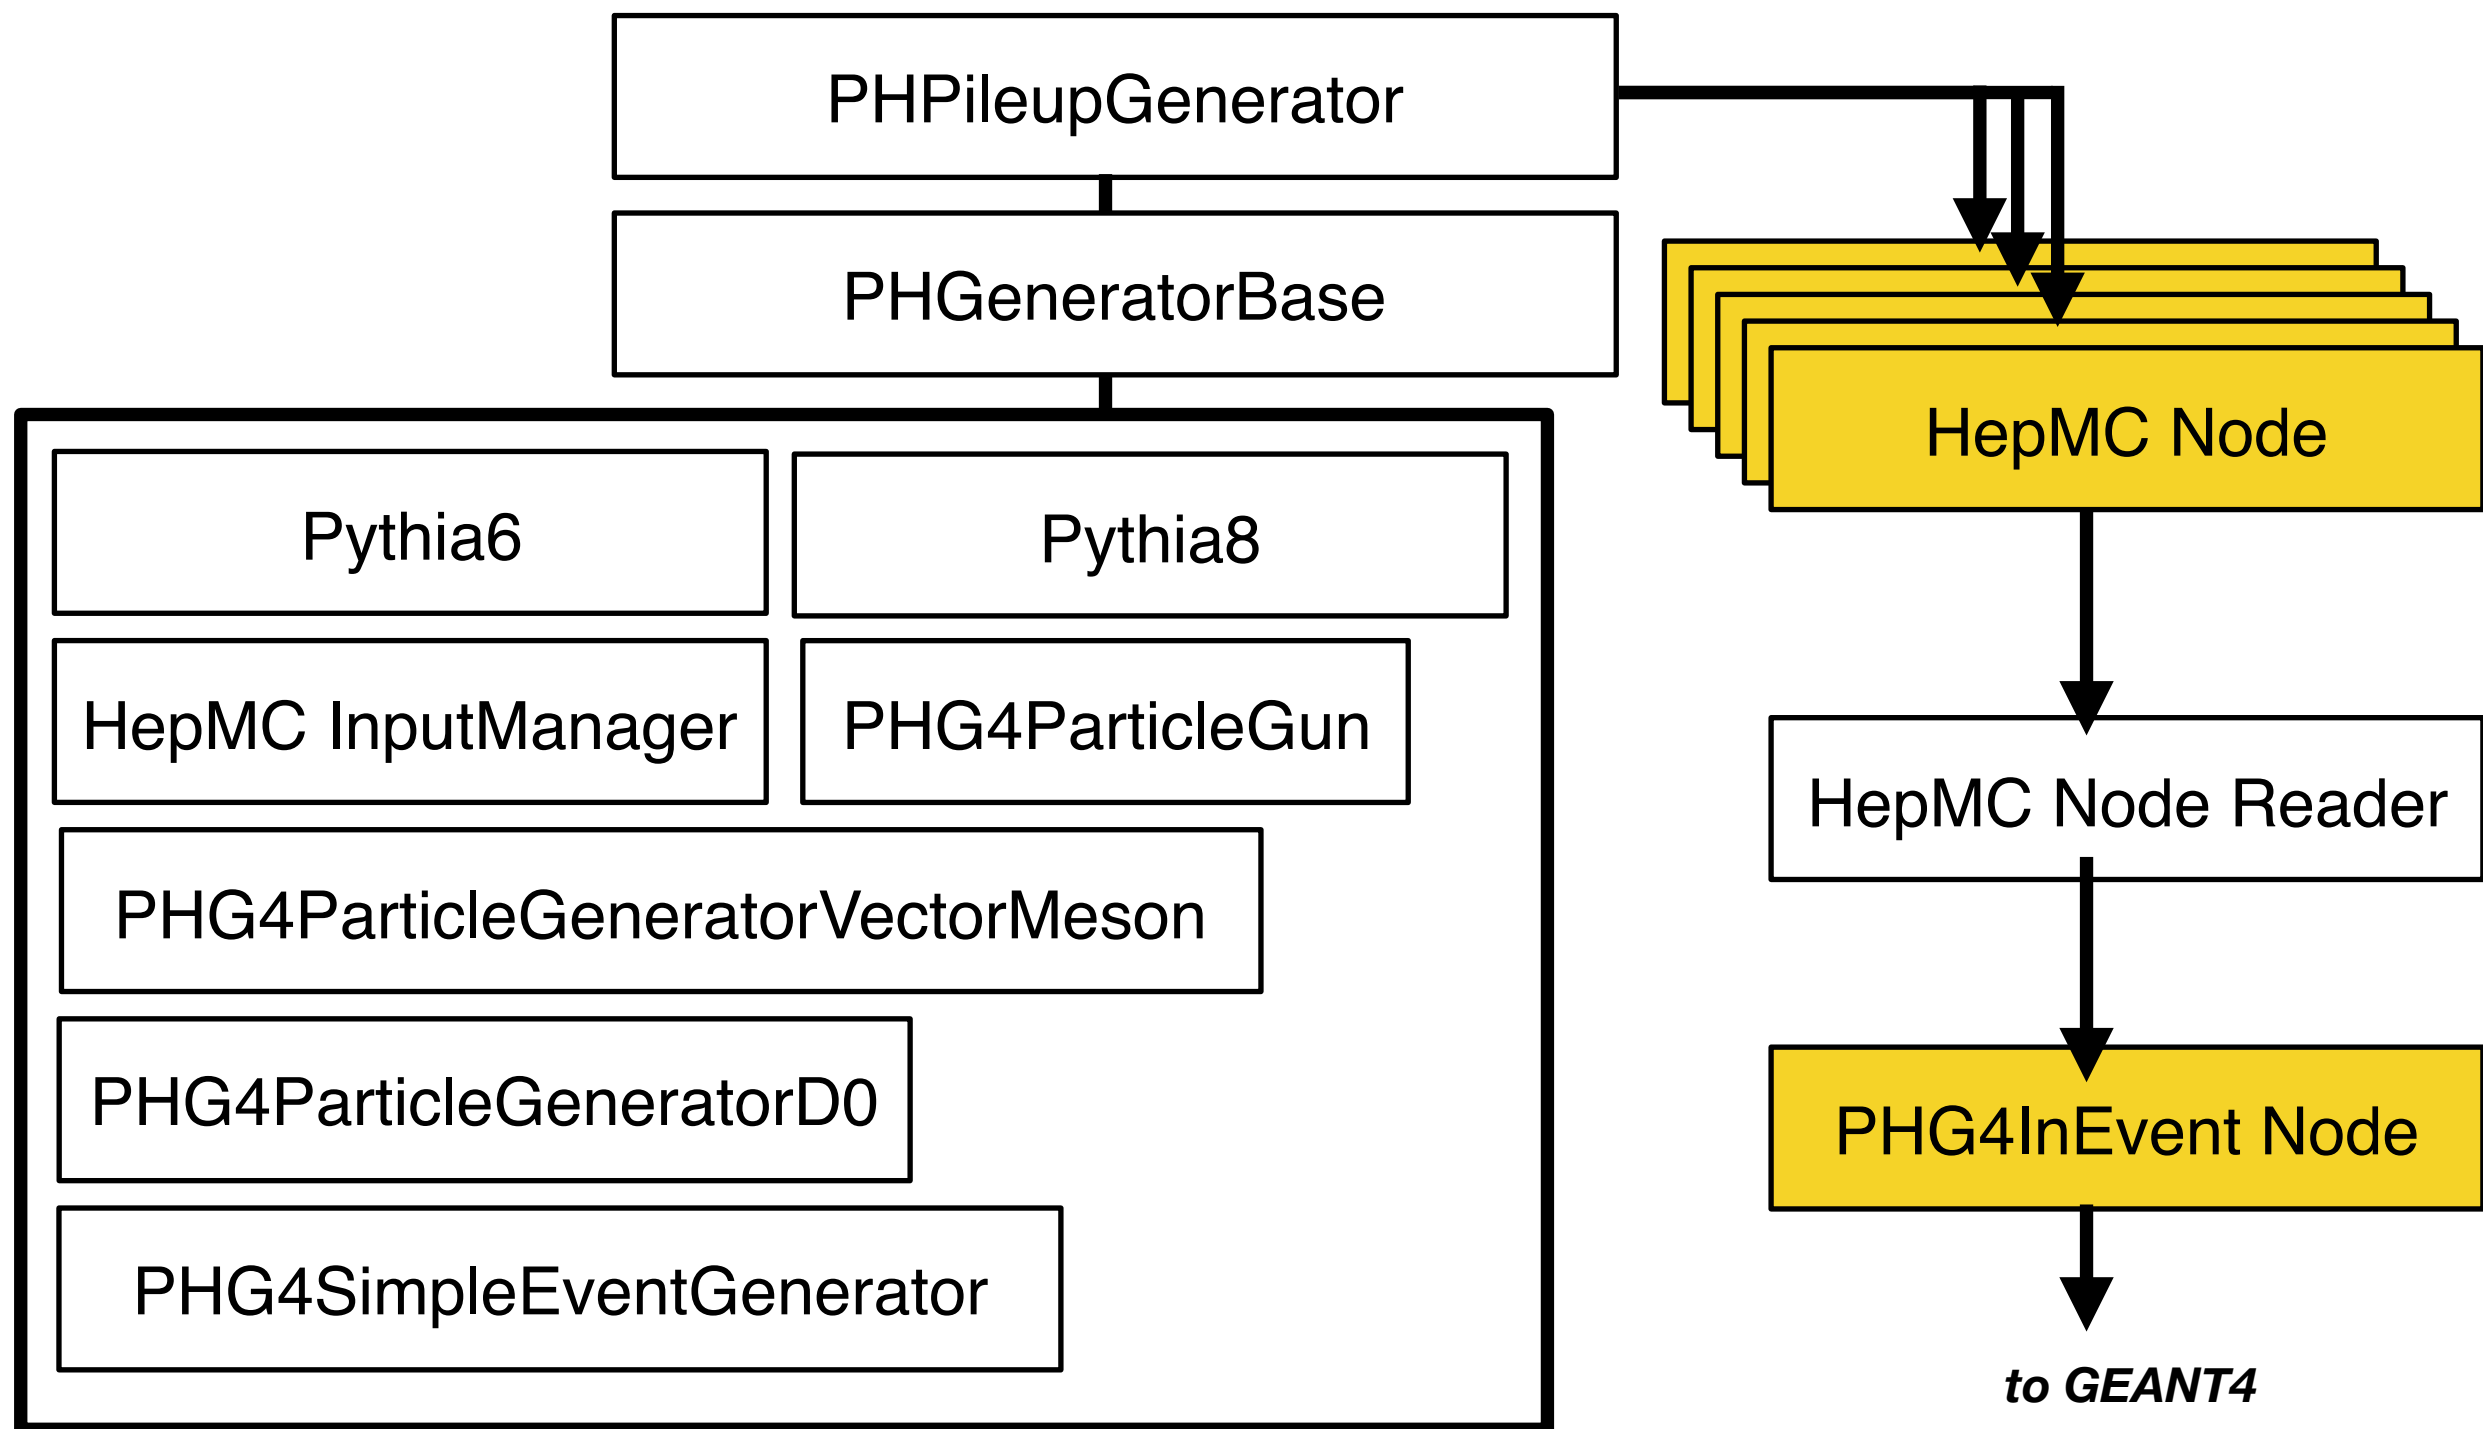 PHPileupGenerator
PHGeneratorBase
Pythia6
Pythia8
HepMC InputManager
PHG4ParticleGun
PHG4ParticleGeneratorVectorMeson
PHG4ParticleGeneratorD0
PHG4SimpleEventGenerator
HepMC Node
HepMC Node Reader
PHG4InEvent Node
to GEANT4